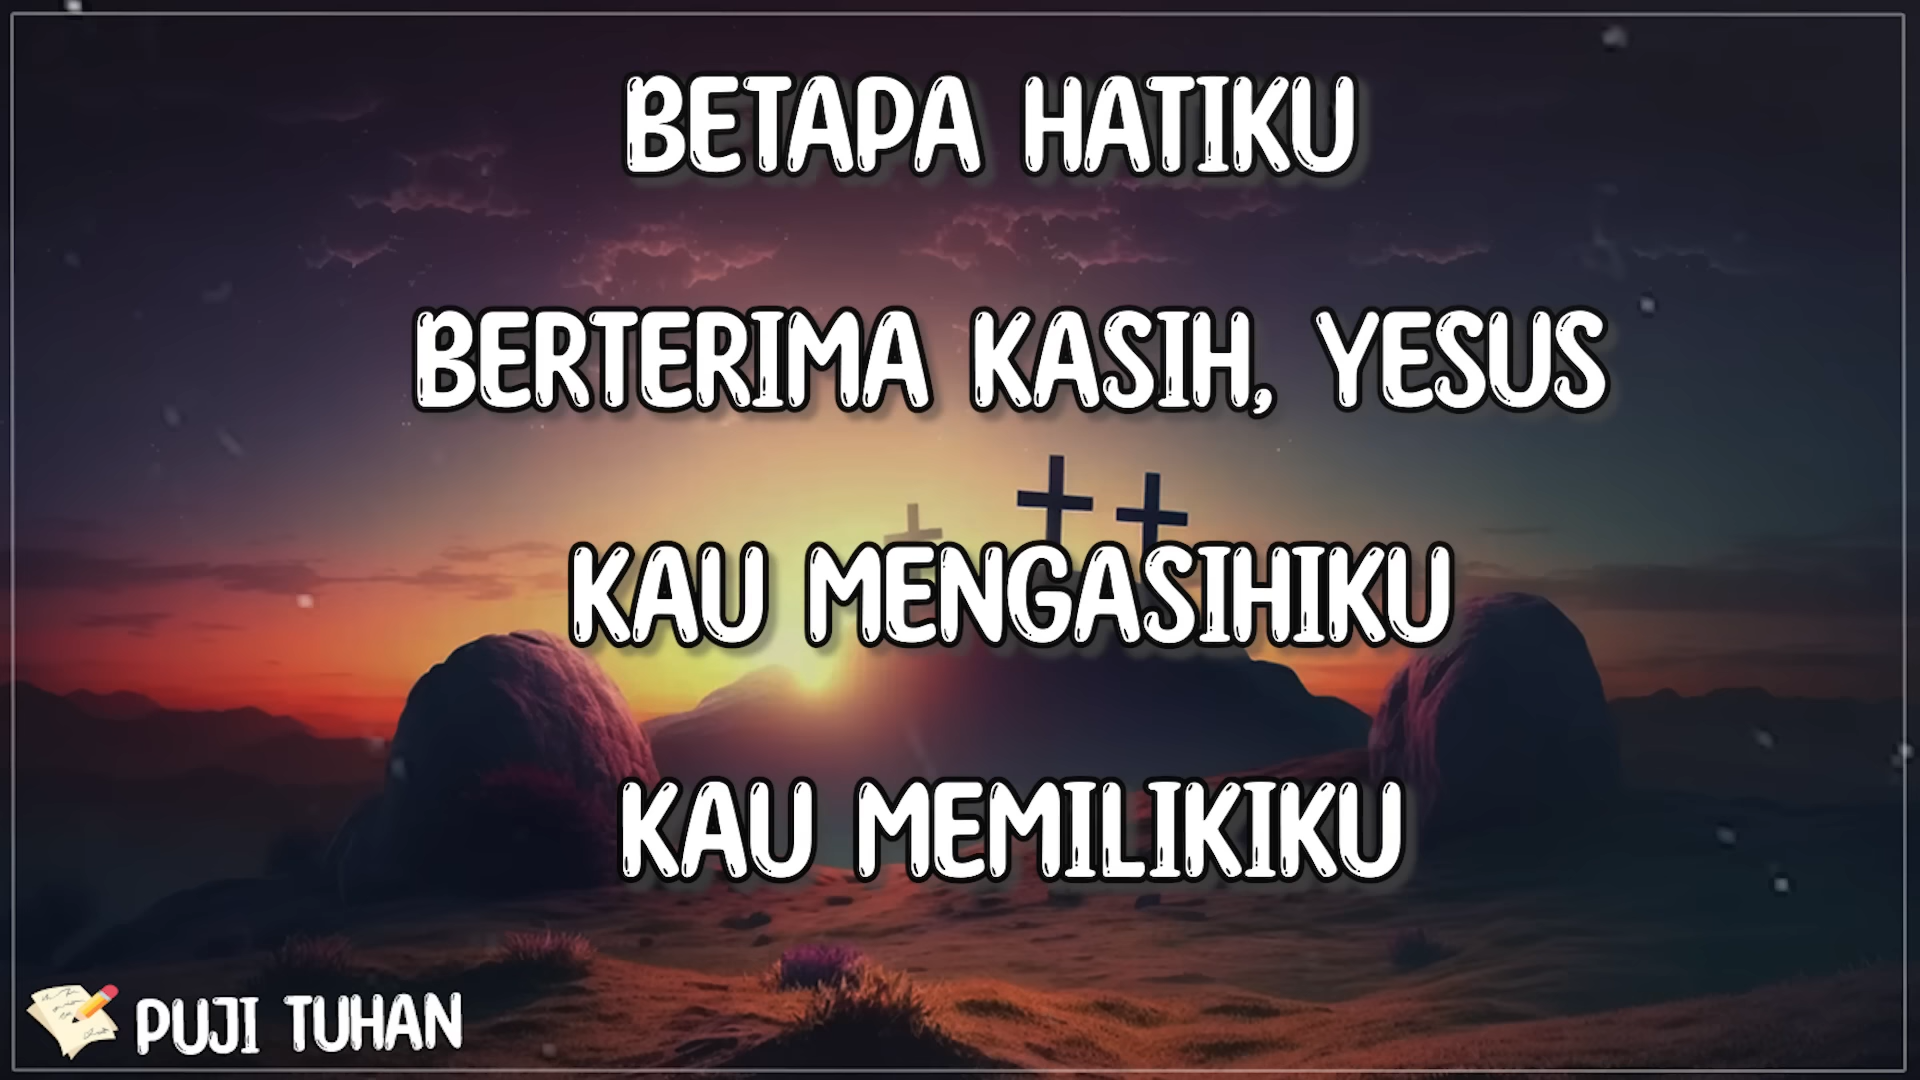 BETAPA HATIKU
BERTERIMA KASIH, YESUS
KAU MENGASIHIKU
KAU MEMILIKIKU
PUJI TUHAN